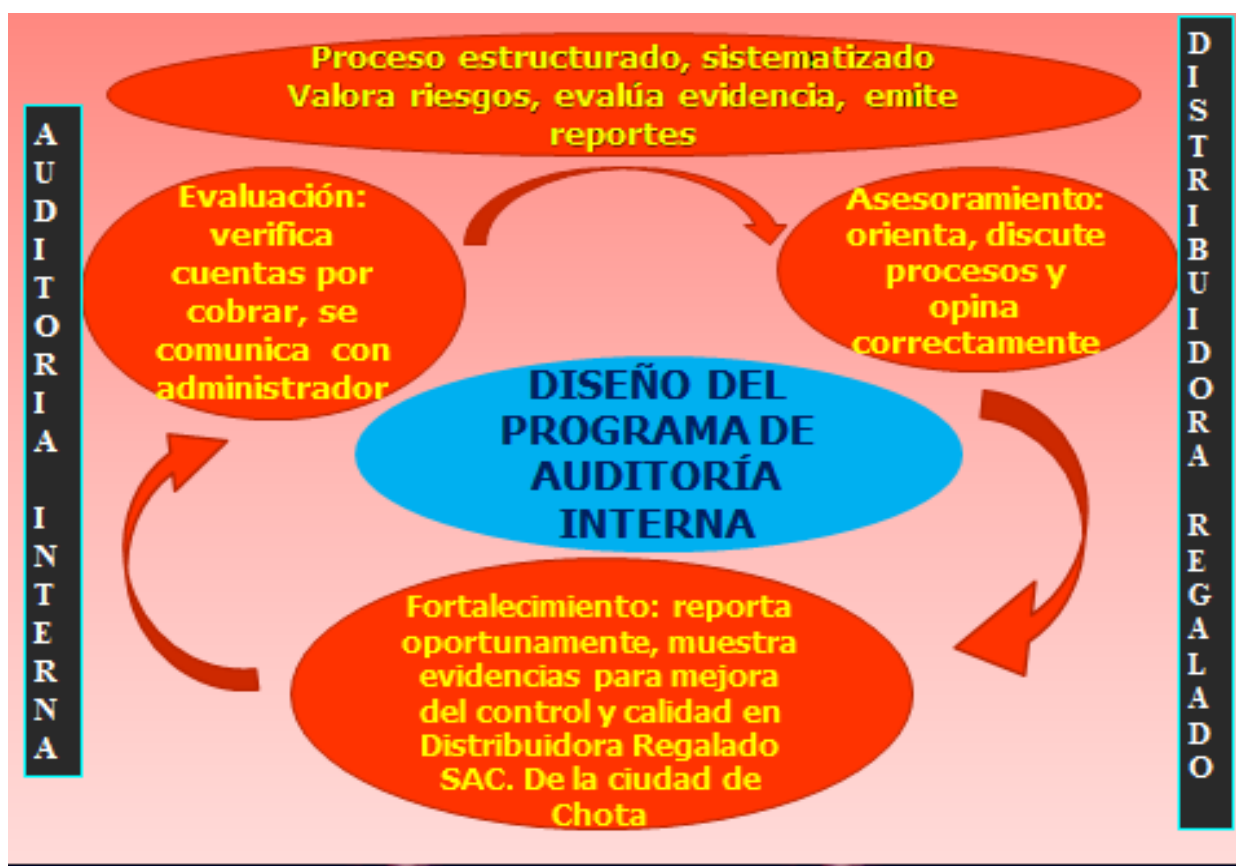 Proceso estructurado, sistematizado
Valora riesgos, evalúa evidencia, emite
reportes
AUDITORIA INTERNA
Evaluación:
verifica
cuentas por
cobrar, se
comunica con
administrador
Asesoramiento:
orienta, discute
procesos y
opina
correctamente
DISEÑO DEL
PROGRAMA DE
AUDITORÍA
INTERNA
Fortalecimiento: reporta
oportunamente, muestra
evidencias para mejora
del control y calidad en
Distribuidora Regalado
SAC. De la ciudad de
Chota
DISTRIBUIDORA REGALADO